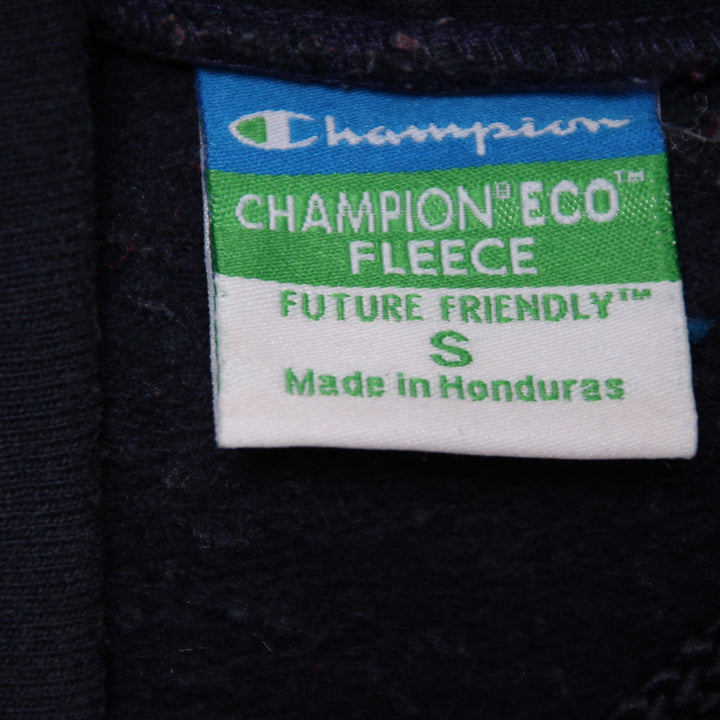 Champion
CHAMPION® ECO™
FLEECE
FUTURE FRIENDLY™
S
Made in Honduras